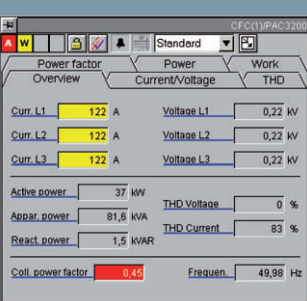 CFC(1)/PAC3200
A W Standard
Power factor Power Work
Overview Current/Voltage THD
Curr. L1 122 A Voltage L1 0,22 kV
Curr. L2 122 A Voltage L2 0,22 kV
Curr. L3 122 A Voltage L3 0,22 kV
Active power 37 kW
THD Voltage 0 %
Appar. power 81,6 kVA
THD Current 83 %
React. power 1,5 kVAR
Coll. power factor 0,45 Frequen. 49,98 Hz